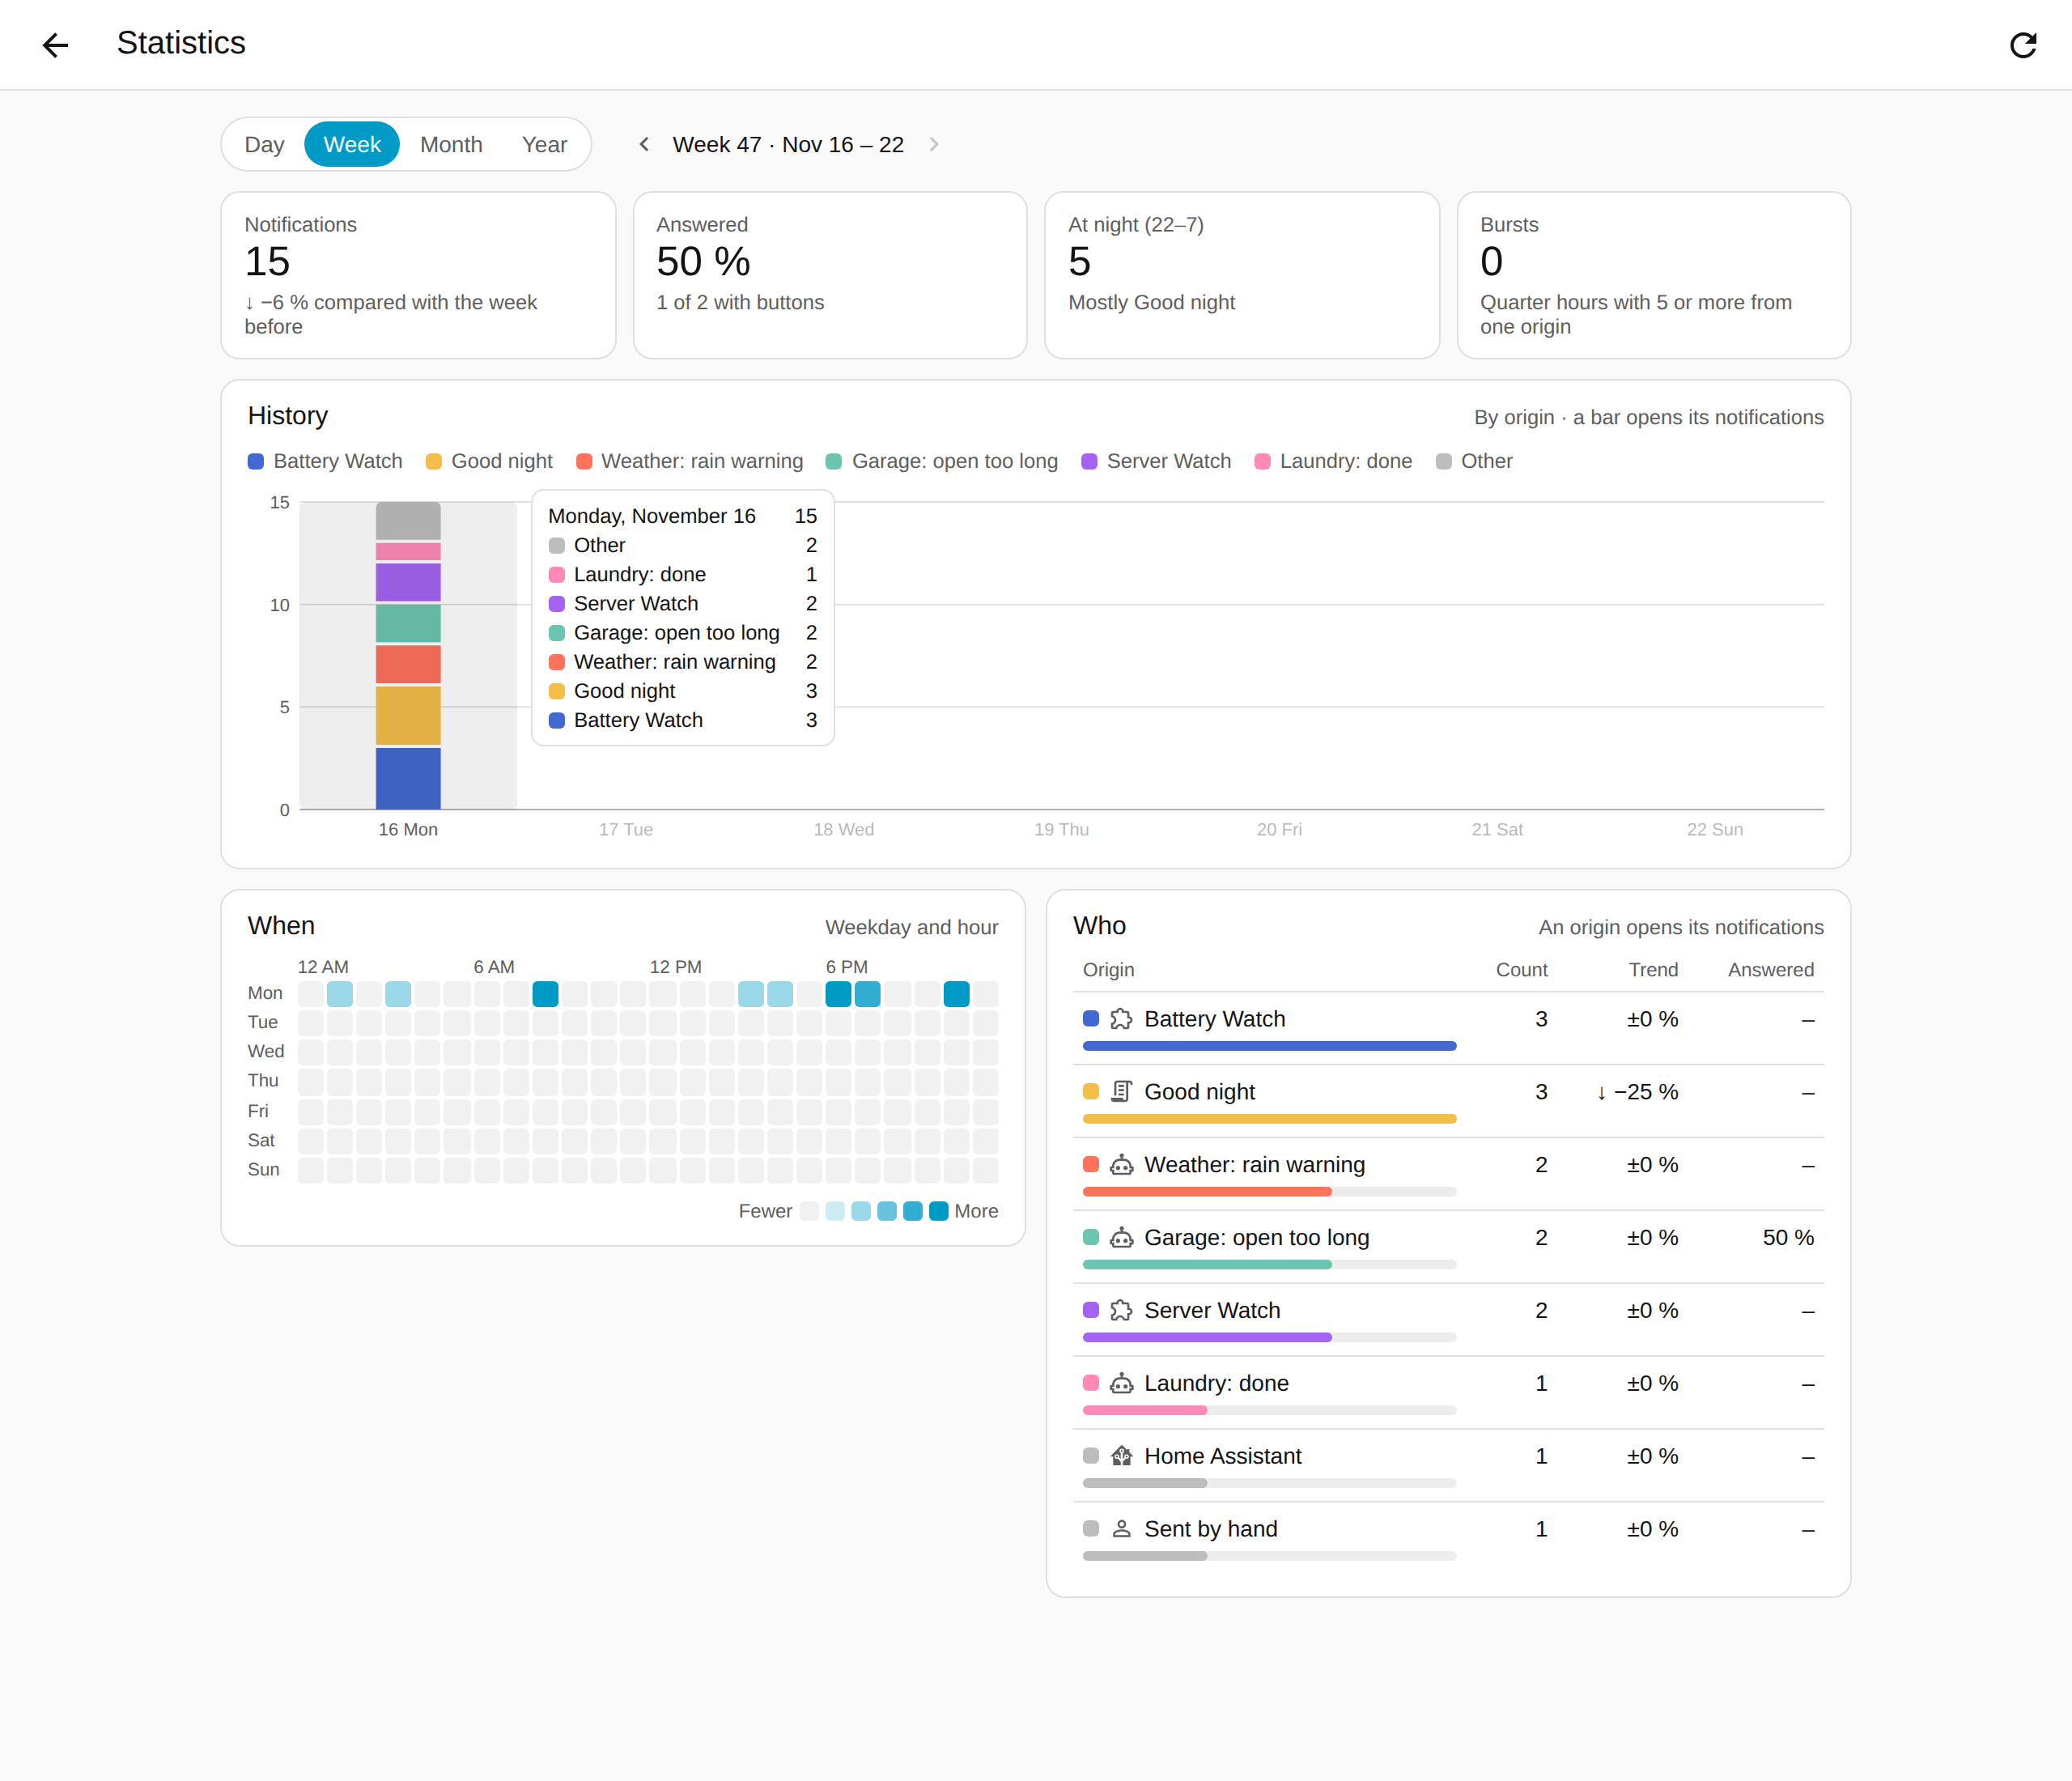 Statistics
Day Week Month Year
Week 47 · Nov 16 – 22
Notifications
15
↓ −6 % compared with the week
before
Answered
50 %
1 of 2 with buttons
At night (22–7)
5
Mostly Good night
Bursts
0
Quarter hours with 5 or more from
one origin
History
By origin · a bar opens its notifications
Battery Watch Good night Weather: rain warning Garage: open too long Server Watch Laundry: done Other
15
10
5
0
Monday, November 16 15
Other 2
Laundry: done 1
Server Watch 2
Garage: open too long 2
Weather: rain warning 2
Good night 3
Battery Watch 3
16 Mon 17 Tue 18 Wed 19 Thu 20 Fri 21 Sat 22 Sun
When
Weekday and hour
12 AM 6 AM 12 PM 6 PM
Mon
Tue
Wed
Thu
Fri
Sat
Sun
Fewer More
Who
An origin opens its notifications
Origin Count Trend Answered
Battery Watch 3 ±0 % –
Good night 3 ↓ −25 % –
Weather: rain warning 2 ±0 % –
Garage: open too long 2 ±0 % 50 %
Server Watch 2 ±0 % –
Laundry: done 1 ±0 % –
Home Assistant 1 ±0 % –
Sent by hand 1 ±0 % –